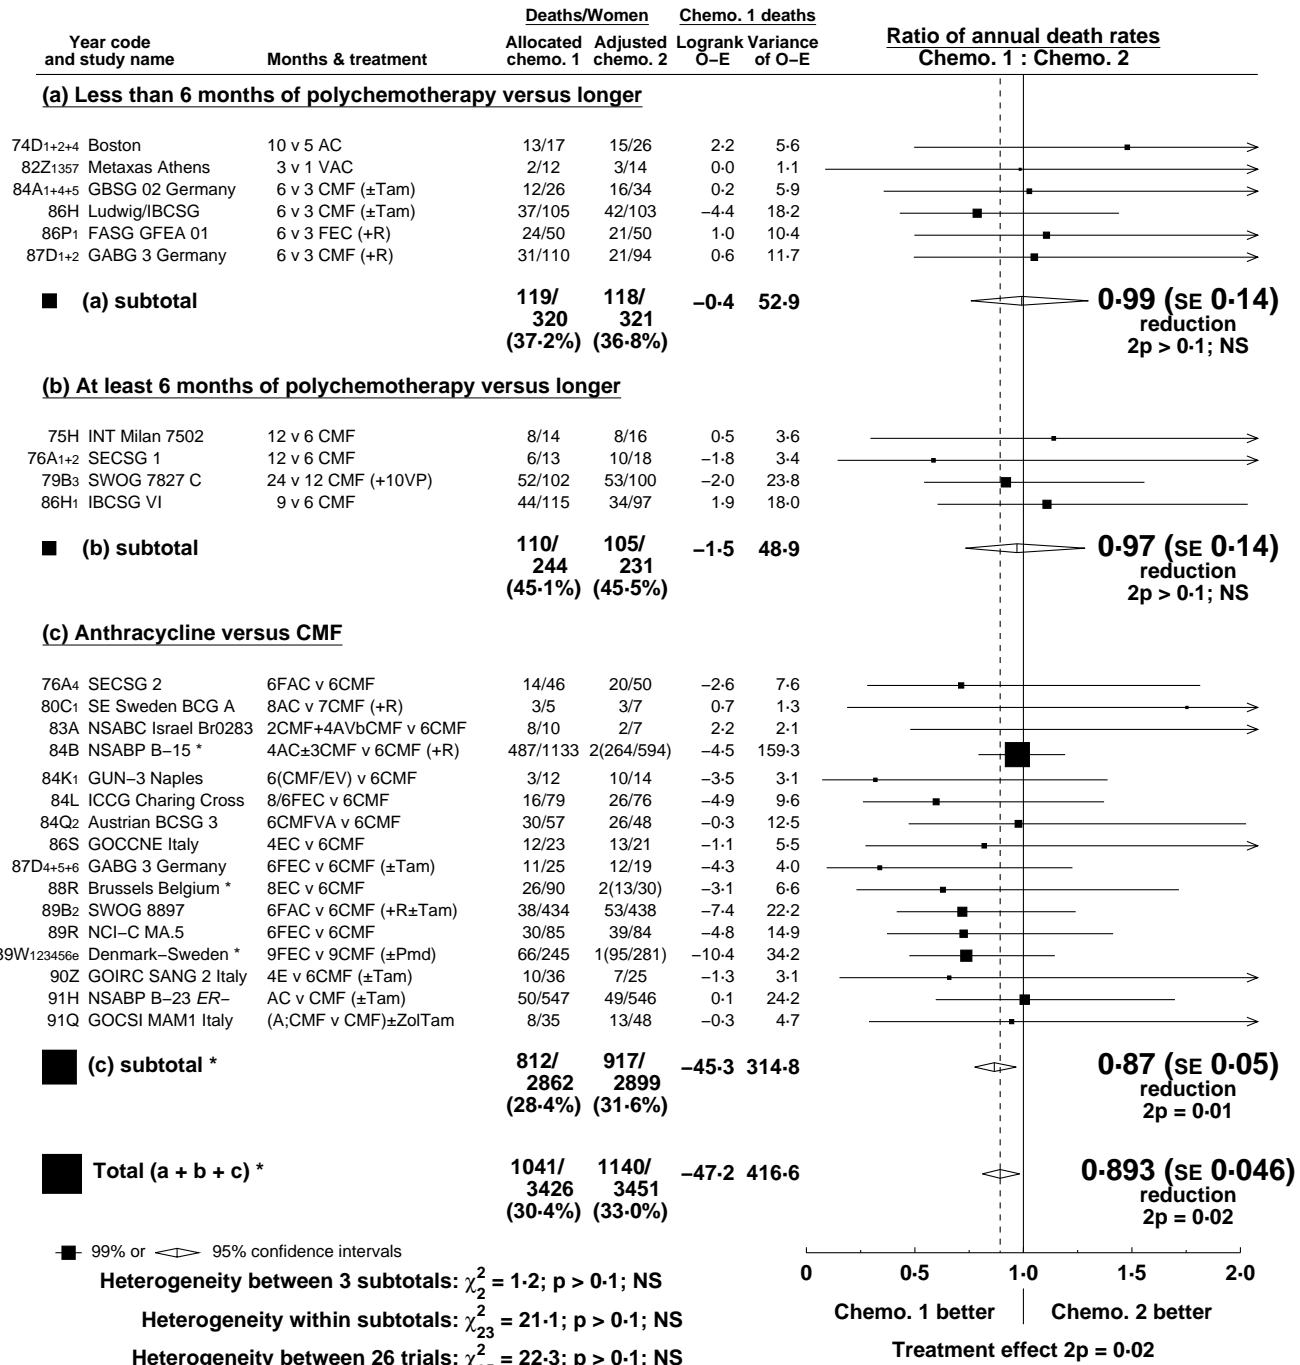 Deaths/Women Chemo. 1 deaths
Year code and study name Months & treatment Allocated chemo. 1 Adjusted chemo. 2 Logrank O–E Variance of O–E Ratio of annual death rates Chemo. 1 : Chemo. 2
(a) Less than 6 months of polychemotherapy versus longer
74D1+2+4 Boston 10 v 5 AC 13/17 15/26 2·2 5·6
82Z1357 Metaxas Athens 3 v 1 VAC 2/12 3/14 0·0 1·1
84A1+4+5 GBSG 02 Germany 6 v 3 CMF (±Tam) 12/26 16/34 0·2 5·9
86H Ludwig/IBCSG 6 v 3 CMF (±Tam) 37/105 42/103 –4·4 18·2
86P1 FASG GFEA 01 6 v 3 FEC (+R) 24/50 21/50 1·0 10·4
87D1+2 GABG 3 Germany 6 v 3 CMF (+R) 31/110 21/94 0·6 11·7
(a) subtotal 119/ 118/ –0·4 52·9 0·99 (SE 0·14)
320 321 reduction
(37·2%) (36·8%) 2p > 0·1; NS
(b) At least 6 months of polychemotherapy versus longer
75H INT Milan 7502 12 v 6 CMF 8/14 8/16 0·5 3·6
76A1+2 SECSG 1 12 v 6 CMF 6/13 10/18 –1·8 3·4
79B3 SWOG 7827 C 24 v 12 CMF (+10VP) 52/102 53/100 –2·0 23·8
86H1 IBCSG VI 9 v 6 CMF 44/115 34/97 1·9 18·0
(b) subtotal 110/ 105/ –1·5 48·9 0·97 (SE 0·14)
244 231 reduction
(45·1%) (45·5%) 2p > 0·1; NS
(c) Anthracycline versus CMF
76A4 SECSG 2 6FAC v 6CMF 14/46 20/50 –2·6 7·6
80C1 SE Sweden BCG A 8AC v 7CMF (+R) 3/5 3/7 0·7 1·3
83A NSABC Israel Br0283 2CMF+4AVbCMF v 6CMF 8/10 2/7 2·2 2·1
84B NSABP B–15 * 4AC±3CMF v 6CMF (+R) 487/1133 2(264/594) –4·5 159·3
84K1 GUN–3 Naples 6(CMF/EV) v 6CMF 3/12 10/14 –3·5 3·1
84L ICCG Charing Cross 8/6FEC v 6CMF 16/79 26/76 –4·9 9·6
84Q2 Austrian BCSG 3 6CMFVA v 6CMF 30/57 26/48 –0·3 12·5
86S GOCCNE Italy 4EC v 6CMF 12/23 13/21 –1·1 5·5
87D4+5+6 GABG 3 Germany 6FEC v 6CMF (±Tam) 11/25 12/19 –4·3 4·0
88R Brussels Belgium * 8EC v 6CMF 26/90 2(13/30) –3·1 6·6
89B2 SWOG 8897 6FAC v 6CMF (+R±Tam) 38/434 53/438 –7·4 22·2
89R NCI–C MA.5 6FEC v 6CMF 30/85 39/84 –4·8 14·9
39W123456e Denmark–Sweden * 9FEC v 9CMF (±Pmd) 66/245 1(95/281) –10·4 34·2
90Z GOIRC SANG 2 Italy 4E v 6CMF (±Tam) 10/36 7/25 –1·3 3·1
91H NSABP B–23 ER– AC v CMF (±Tam) 50/547 49/546 0·1 24·2
91Q GOCSI MAM1 Italy (A;CMF v CMF)±ZolTam 8/35 13/48 –0·3 4·7
(c) subtotal * 812/ 917/ –45·3 314·8 0·87 (SE 0·05)
2862 2899 reduction
(28·4%) (31·6%) 2p = 0·01
Total (a + b + c) * 1041/ 1140/ –47·2 416·6 0·893 (SE 0·046)
3426 3451 reduction
(30·4%) (33·0%) 2p = 0·02
99% or 95% confidence intervals
0 0·5 1·0 1·5 2·0
Heterogeneity between 3 subtotals: χ²₂ = 1·2; p > 0·1; NS
Chemo. 1 better Chemo. 2 better
Heterogeneity within subtotals: χ²₂₃ = 21·1; p > 0·1; NS
Treatment effect 2p = 0·02
Heterogeneity between 26 trials: χ² = 22·3; p > 0·1; NS